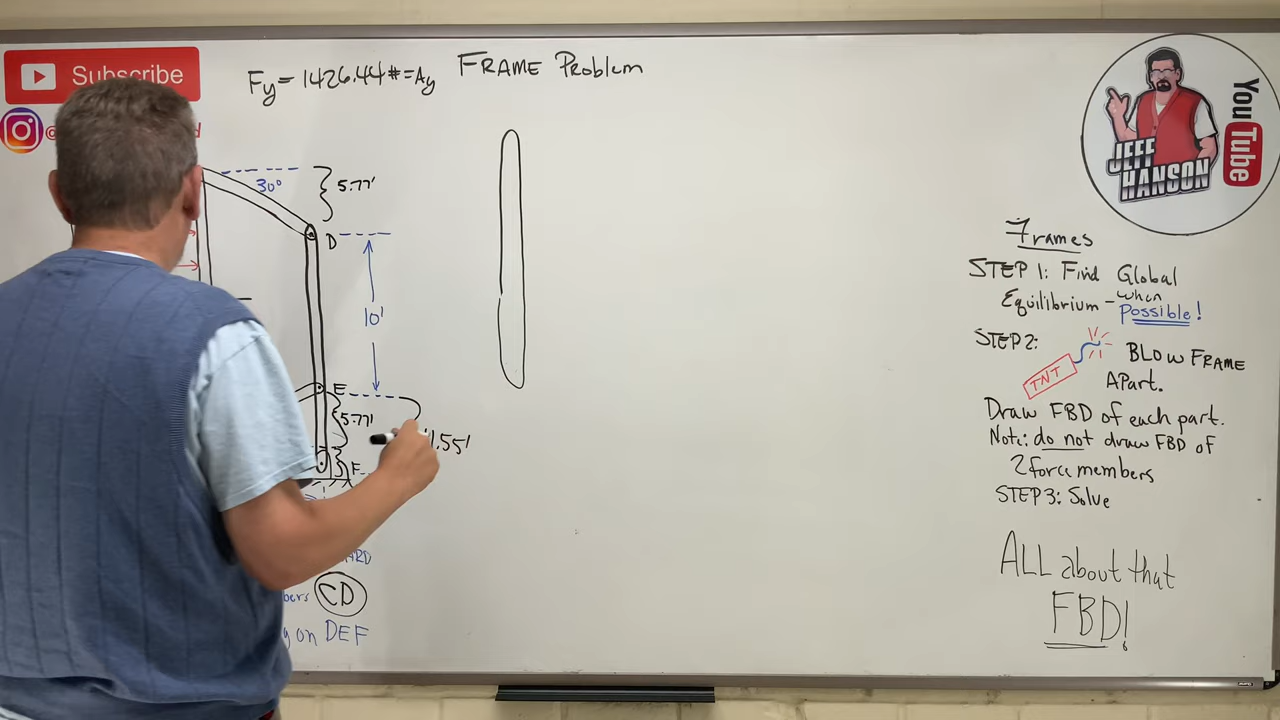 Subscribe
Fy = 1426.44# = Ay
FRAME Problem
30°
5.77'
D
10'
E
5.77'
11.55'
F
CD
on DEF
JEFF
HANSON
YouTube
Frames
STEP 1: Find Global
Equilibrium - when
Possible!
STEP 2:
TNT
BLOW FRAME
APart.
Draw FBD of each part.
Note: do not draw FBD of
2 force members
STEP 3: Solve
ALL about that
FBD!